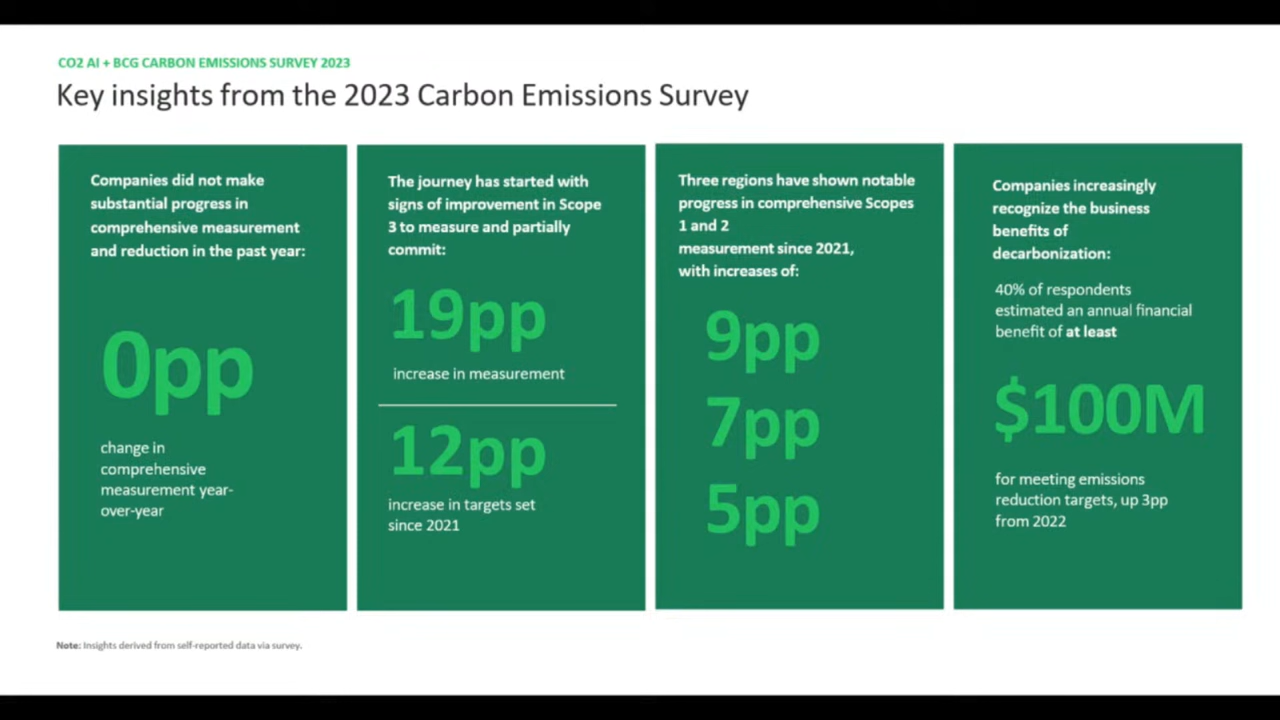 CO2 AI + BCG CARBON EMISSIONS SURVEY 2023
Key insights from the 2023 Carbon Emissions Survey
Companies did not make
substantial progress in
comprehensive measurement
and reduction in the past year:
0pp
change in
comprehensive
measurement year-
over-year
The journey has started with
signs of improvement in Scope
3 to measure and partially
commit:
19pp
increase in measurement
12pp
increase in targets set
since 2021
Three regions have shown notable
progress in comprehensive Scopes
1 and 2
measurement since 2021,
with increases of:
9pp
7pp
5pp
Companies increasingly
recognize the business
benefits of
decarbonization:
40% of respondents
estimated an annual financial
benefit of at least
$100M
for meeting emissions
reduction targets, up 3pp
from 2022
Note: Insights derived from self-reported data via survey.